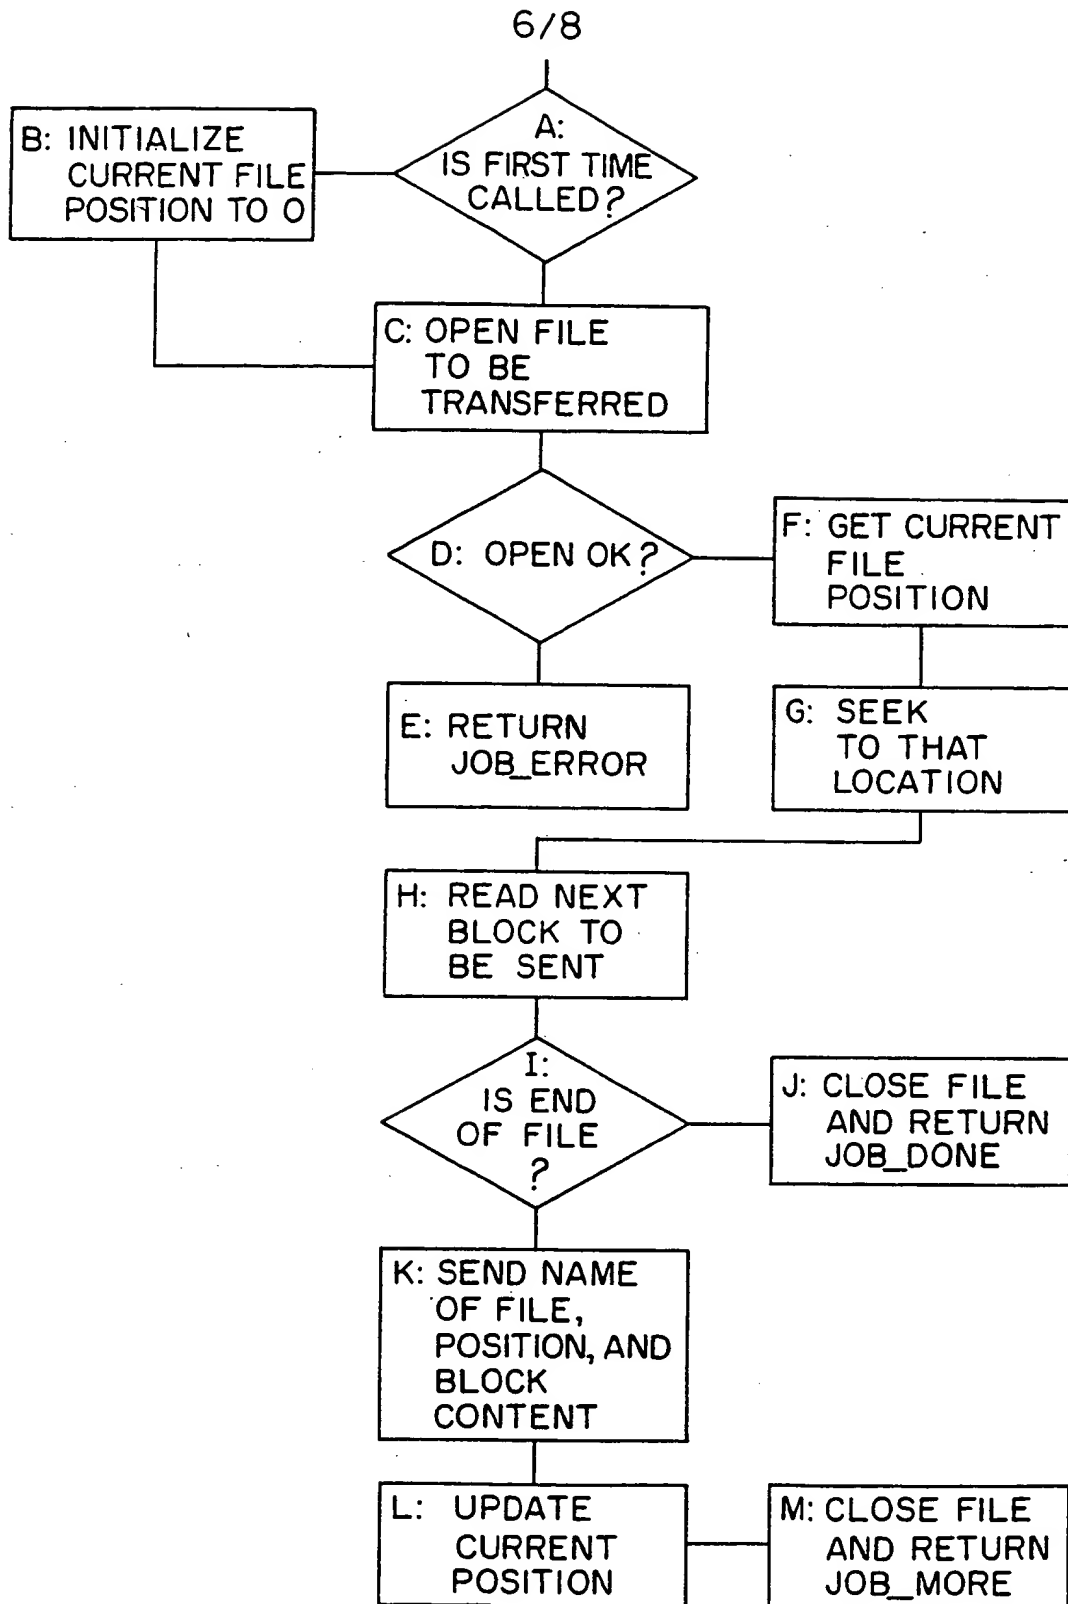 6/8
A:
IS FIRST TIME
CALLED?
B: INITIALIZE
CURRENT FILE
POSITION TO 0
C: OPEN FILE
TO BE
TRANSFERRED
D: OPEN OK?
F: GET CURRENT
FILE
POSITION
E: RETURN
JOB_ERROR
G: SEEK
TO THAT
LOCATION
H: READ NEXT
BLOCK TO
BE SENT
I:
IS END
OF FILE
?
J: CLOSE FILE
AND RETURN
JOB_DONE
K: SEND NAME
OF FILE,
POSITION, AND
BLOCK
CONTENT
L: UPDATE
CURRENT
POSITION
M: CLOSE FILE
AND RETURN
JOB_MORE